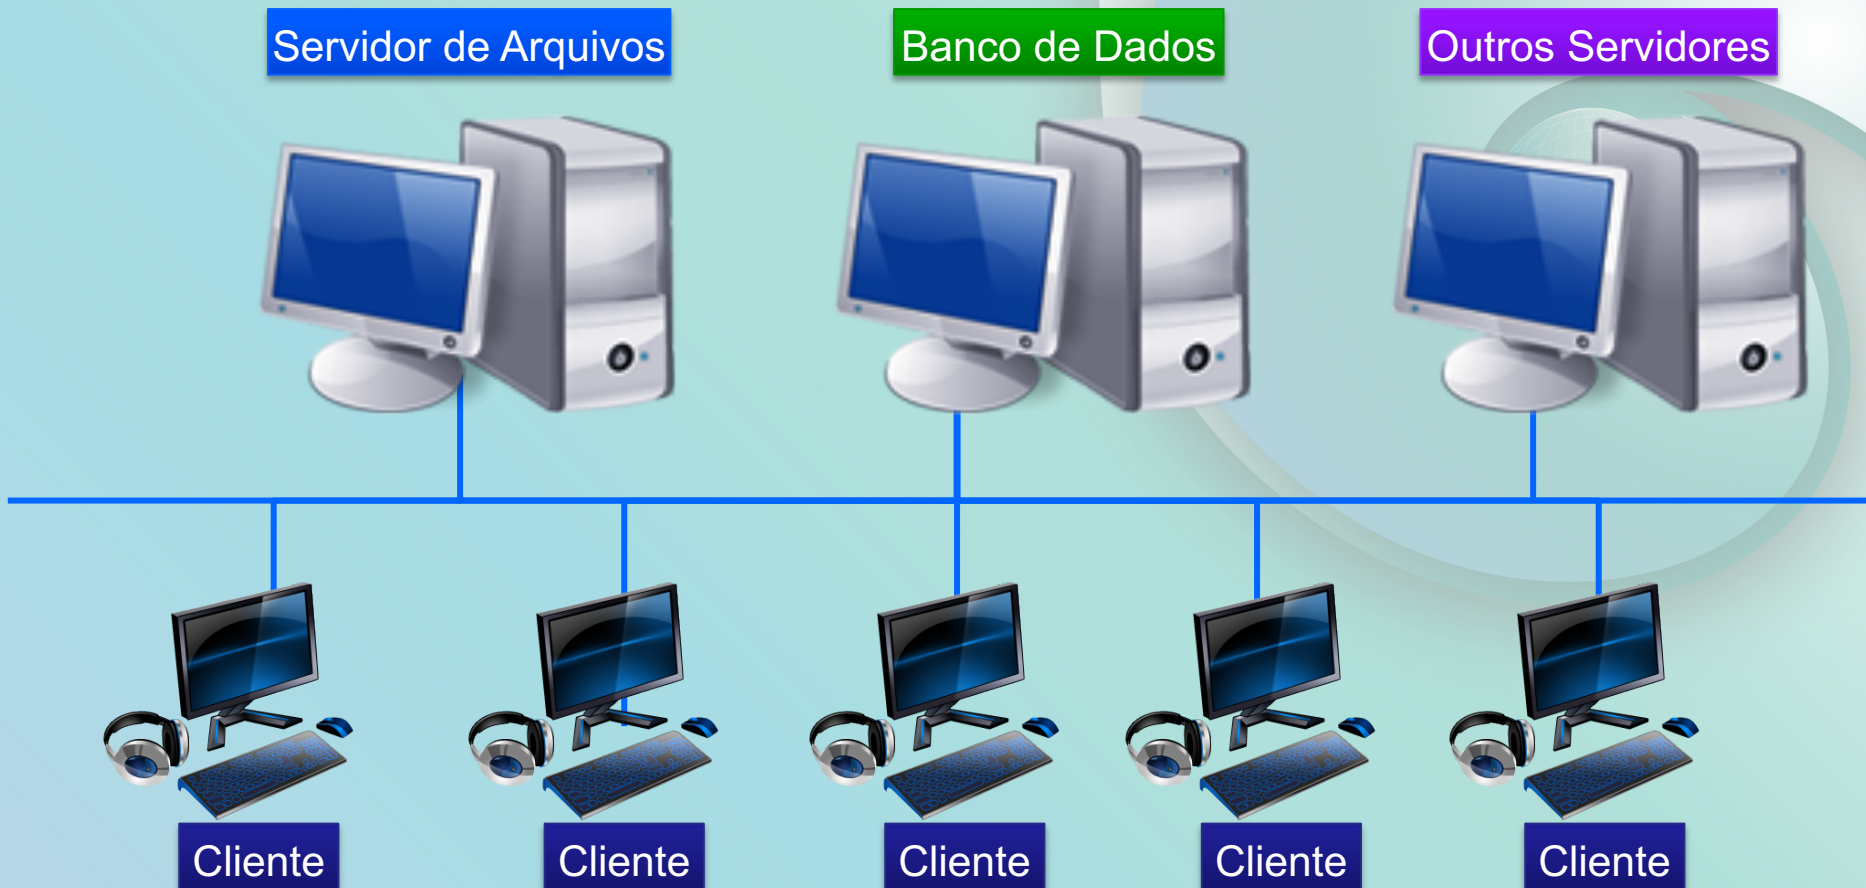 Servidor de Arquivos
Banco de Dados
Outros Servidores
Cliente
Cliente
Cliente
Cliente
Cliente